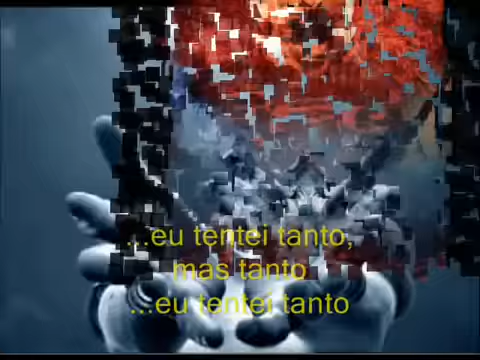 ...eu tentei tanto,
mas tanto
...eu tentei tanto